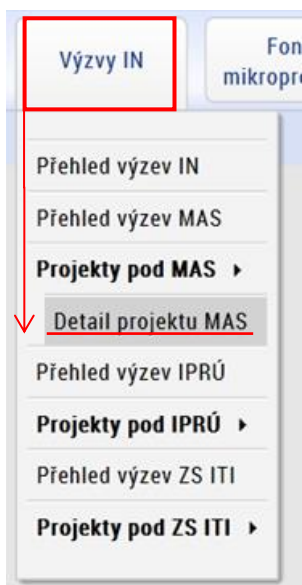 Výzvy IN
Fon
mikropro
Přehled výzev IN
Přehled výzev MAS
Projekty pod MAS
Detail projektu MAS
Přehled výzev IPRÚ
Projekty pod IPRÚ
Přehled výzev ZS ITI
Projekty pod ZS ITI